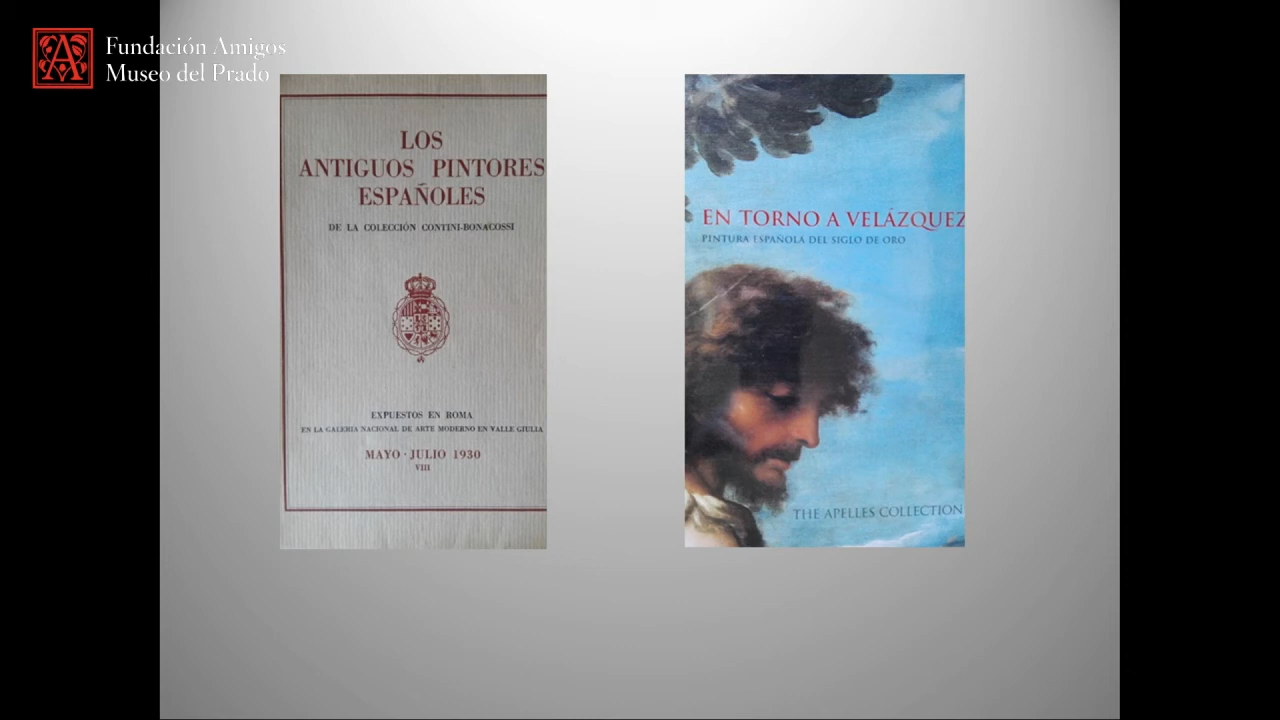 Fundación Amigos
Museo del Prado
LOS
ANTIGUOS PINTORES
ESPAÑOLES
DE LA COLECCIÓN CONTINI-BONACOSSI
EXPUESTOS EN ROMA
EN LA GALERIA NACIONAL DE ARTE MODERNO EN VALLE GIULIA
MAYO · JULIO 1930
VIII
EN TORNO A VELÁZQUEZ
PINTURA ESPAÑOLA DEL SIGLO DE ORO
THE APELLES COLLECTION